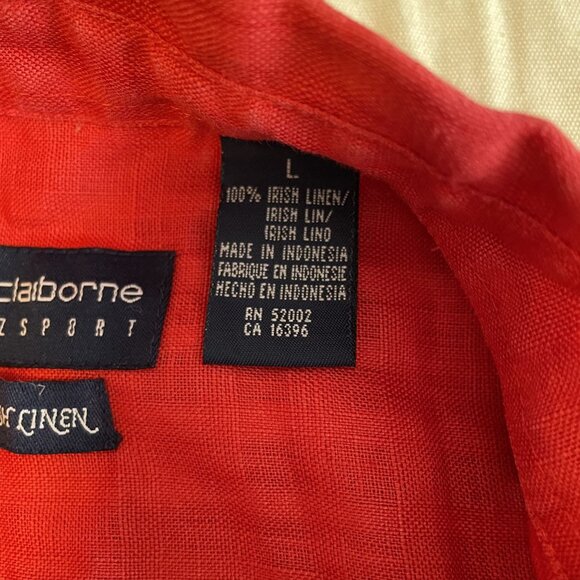 claiborne
ZSPORT
LINEN
L
100% IRISH LINEN/
IRISH LIN/
IRISH LINO
MADE IN INDONESIA
FABRIQUE EN INDONESIE
HECHO EN INDONESIA
RN 52002
CA 16396